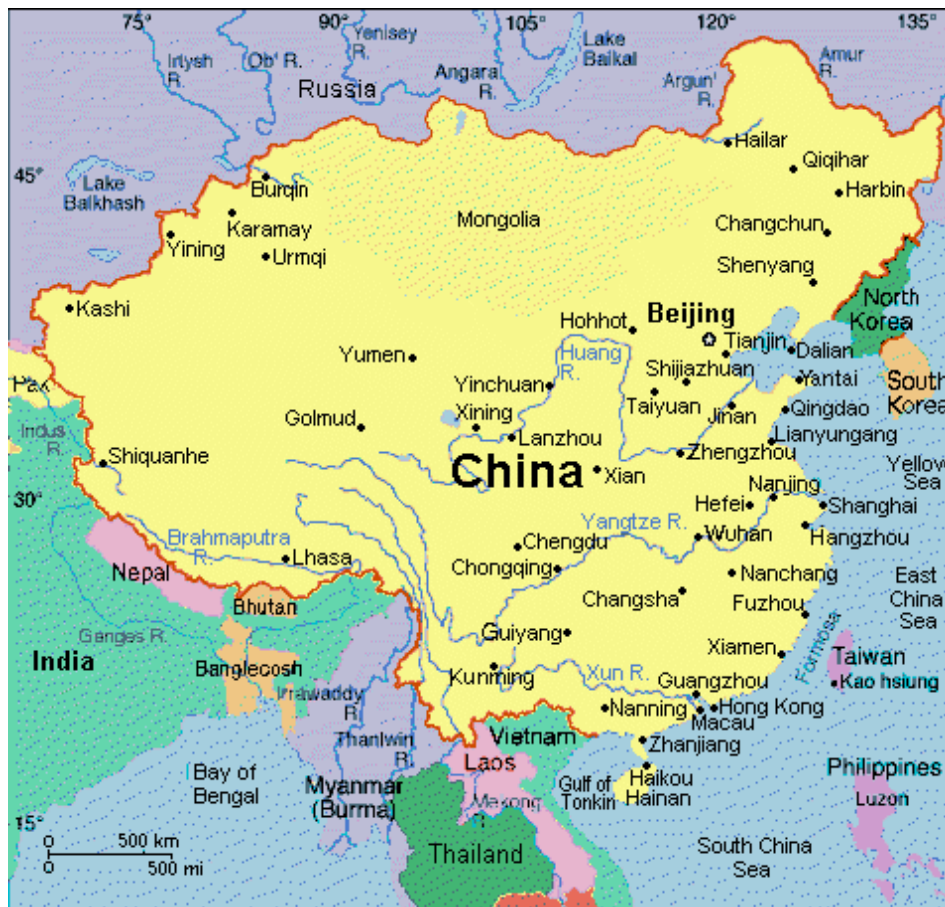 75°
90°
105°
120°
135°
Irtysh
R.
Ob' R.
Yenisey
R.
Lake
Baikal
Angara
R.
Russia
Argun'
R.
Amur
R.
45°
Lake
Balkhash
Hailar
Qiqihar
Harbin
Burqin
Karamay
Yining
Urmqi
Mongolia
Changchun
Shenyang
Kashi
North
Korea
Hohhot
Beijing
Tianjin
Dalian
Yumen
Huang
R.
Shijiazhuan
Yantai
Yinchuan
Taiyuan
Jinan
South
Korea
Pak
Golmud
Xining
Qingdao
Lanzhou
Lianyungang
Indus
R.
Shiquanhe
China
Xian
Zhengzhou
Yellow
Sea
30°
Nanjing
Hefei
Shanghai
Brahmaputra
R.
Lhasa
Yangtze R.
Wuhan
Hangzhou
Chengdu
Chongqing
Nepal
Nanchang
East
China
Sea
Bhutan
Changsha
Fuzhou
Ganges R.
Guiyang
Formosa
India
Banglecosh
Kunming
Xun R.
Xiamen
Taiwan
Kao hsiung
Guangzhou
Irrawaddy
R.
Nanning
Hong Kong
Macau
Thanlwin
R.
Vietnam
Laos
Zhanjiang
Bay of
Bengal
Myanmar
(Burma)
Mekong
R.
Gulf of
Tonkin
Haikou
Hainan
Philippines
Luzon
15°
0 500 km
0 500 mi
Thailand
South China
Sea